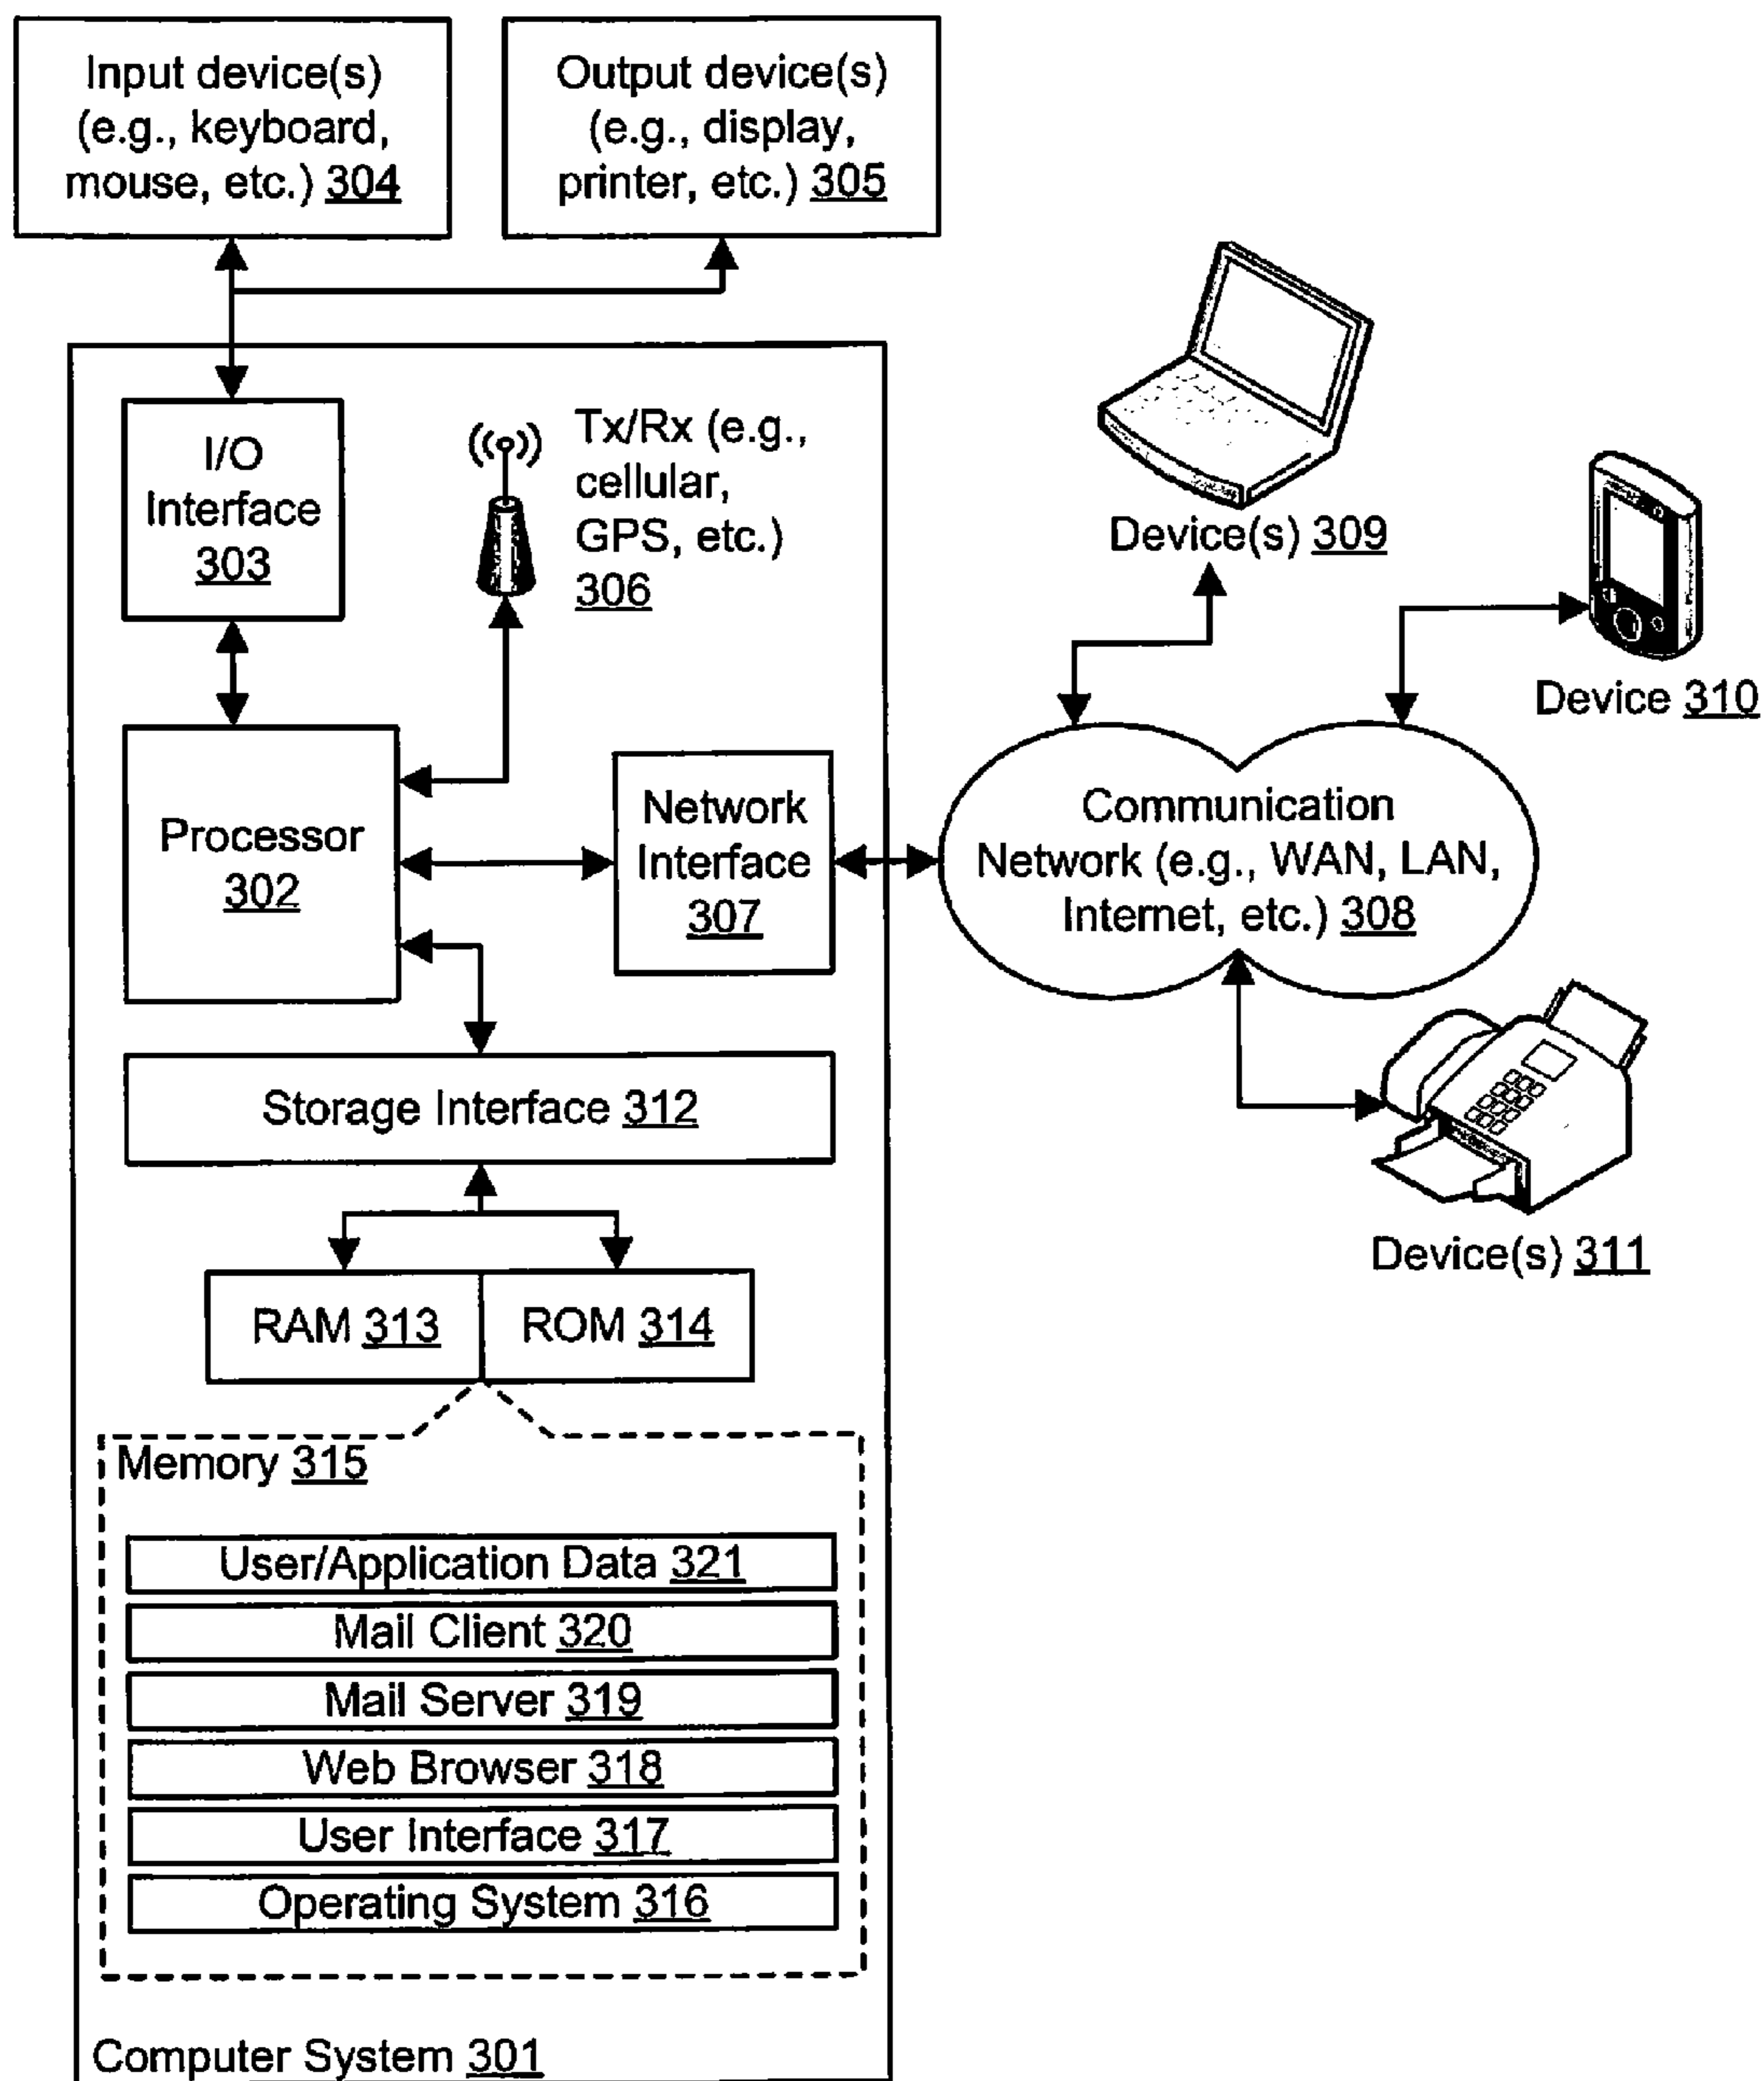 Input device(s)
(e.g., keyboard,
mouse, etc.) 304
Output device(s)
(e.g., display,
printer, etc.) 305
I/O
Interface
303
Tx/Rx (e.g.,
cellular,
GPS, etc.)
306
Device(s) 309
Device 310
Processor
302
Network
Interface
307
Communication
Network (e.g., WAN, LAN,
Internet, etc.) 308
Storage Interface 312
Device(s) 311
RAM 313
ROM 314
Memory 315
User/Application Data 321
Mail Client 320
Mail Server 319
Web Browser 318
User Interface 317
Operating System 316
Computer System 301